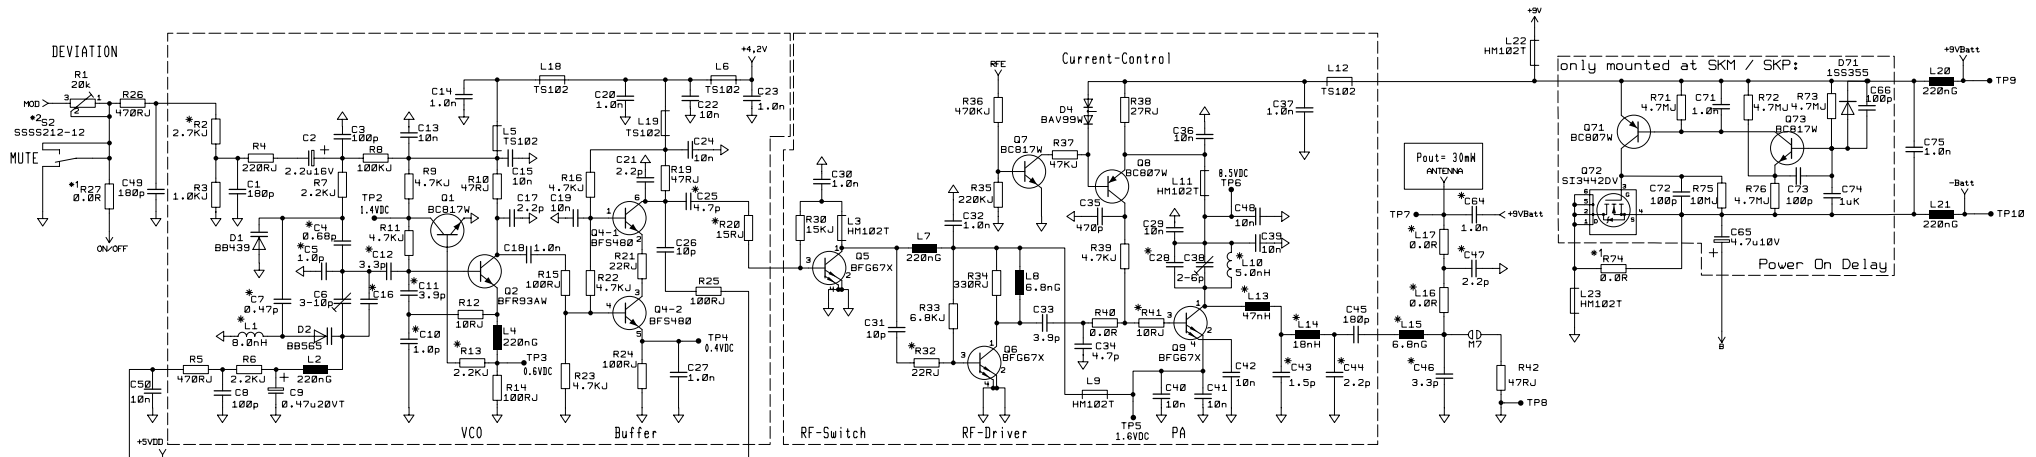 DEVIATION
R1
20k
MOD
3
1
2
R26
470RJ
*2 S2
SSSS212-12
MUTE
*1
R27
0.0R
C49
180p
ON/OFF
*R2
2.7KJ
R3
1.0KJ
C1
180p
R4
220RJ
C2
2.2u16V
C3
100p
R8
100KJ
R7
2.2KJ
C13
10n
R9
4.7KJ
C14
1.0n
L18
TS102
L5
TS102
C15
10n
R10
47RJ
C17
2.2p
TP2
1.4VDC
Q1
BC817W
R11
4.7KJ
D1
BB439
*C4
0.68p
*C5
1.0p
*C12
3.3p
*C7
0.47p
C6
3-10p
*C16
*C11
3.9p
*C10
1.0p
*L1
8.0nH
D2
BB565
R5
470RJ
R6
2.2KJ
L2
220nG
C50
10n
C8
100p
C9
0.47u20VT
+5VDD
Q2
BFR93AW
R12
10RJ
*R13
2.2KJ
L4
220nG
TP3
0.6VDC
R14
100RJ
VCO
C18 1.0n
R15
100RJ
R16
4.7KJ
C19
10n
R22
4.7KJ
R23
4.7KJ
C20
1.0n
L19
TS102
C22
10n
L6
TS102
+4,2V
C23
1.0n
C21
2.2p
C24
10n
R19
47RJ
*C25
4.7p
Q4-1
BFS480
R21
22RJ
Q4-2
BFS480
C26
10p
R25
100RJ
R24
100RJ
TP4
0.4VDC
C27
1.0n
Buffer
*R20
15RJ
C30
1.0n
R30
15KJ
L3
HM102T
Q5
BFG67X
C31
10p
L7
220nG
R33
6.8KJ
*R32
22RJ
C32
1.0n
RFE
R36
470KJ
R35
220KJ
R34
330RJ
L8
6.8nG
Q6
BFG67X
C33
3.9p
C34
4.7p
RF-Switch
RF-Driver
PA
Current-Control
D4
BAV99W
R38
27RJ
Q7
BC817W
R37
47KJ
Q8
BC807W
C35
470p
R39
4.7KJ
R40
0.0R
*R41
10RJ
C36
10n
L11
HM102T
8.5VDC
TP6
C48
10n
C29
10n
C39
10n
*C28
C38
2-6p
*L10
5.0nH
Q9
BFG67X
L9
HM102T
TP5
1.6VDC
C40
10n
C41
10n
C42
10n
*L13
47nH
*C43
1.5p
*L14
18nH
*C44
2.2p
C45
180p
C37
1.0n
L12
TS102
*L15
6.8nG
Pout= 30mW
ANTENNA
TP7
*C64
1.0n
+9VBatt
*L17
0.0R
*C47
2.2p
*L16
0.0R
*C46
3.3p
M7
R42
47RJ
TP8
+9V
L22
HM102T
only mounted at SKM / SKP:
Q71
BC807W
R71
4.7MJ
C71
1.0n
R72
4.7MJ
R73
4.7MJ
D71
1SS355
C66
100p
Q73
BC817W
Q72
SI3442DV
C72
100p
R75
10MJ
R76
4.7MJ
C73
100p
C74
1uK
*1
R74
0.0R
C65
4.7u10V
L23
HM102T
Power On Delay
C75
1.0n
L20
220nG
+9VBatt
TP9
-Batt
L21
220nG
TP10